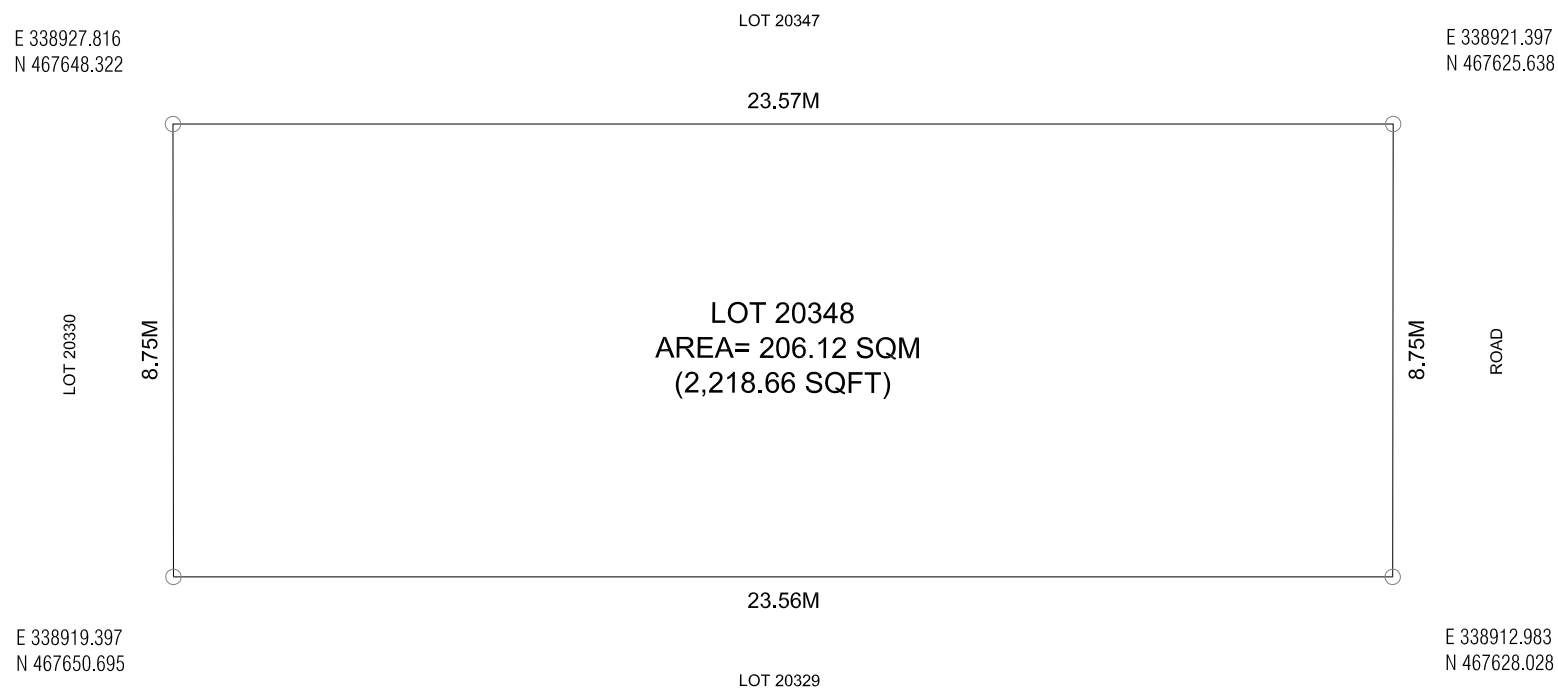 LOT 20347
E 338927.816
N 467648.322
E 338921.397
N 467625.638
23.57M
LOT 20330
8.75M
LOT 20348
AREA= 206.12 SQM
(2,218.66 SQFT)
8.75M
ROAD
23.56M
E 338919.397
N 467650.695
E 338912.983
N 467628.028
LOT 20329